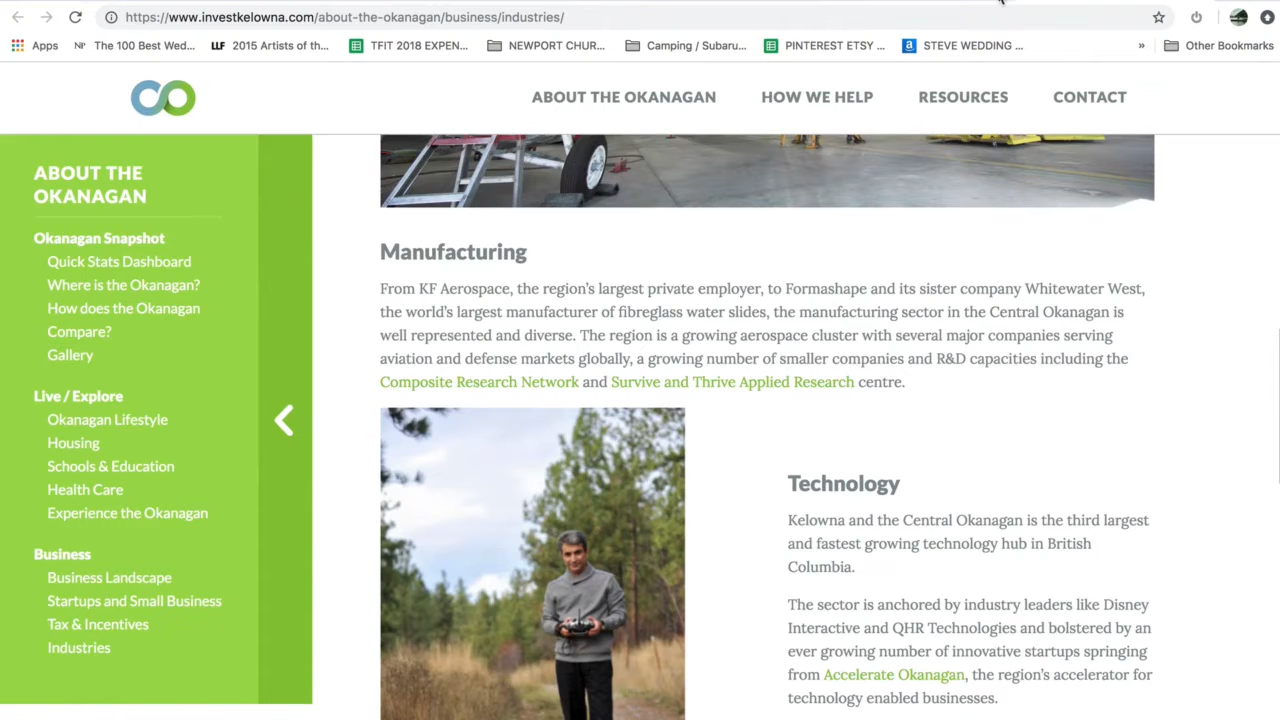 https://www.investkelowna.com/about-the-okanagan/business/industries/
Apps
The 100 Best Wed...
LLF 2015 Artists of th...
TFIT 2018 EXPEN...
NEWPORT CHUR...
Camping / Subaru...
PINTEREST ETSY ...
STEVE WEDDING ...
»
Other Bookmarks
ABOUT THE OKANAGAN
HOW WE HELP
RESOURCES
CONTACT
ABOUT THE
OKANAGAN
Okanagan Snapshot
Quick Stats Dashboard
Where is the Okanagan?
How does the Okanagan
Compare?
Gallery
Live / Explore
Okanagan Lifestyle
Housing
Schools & Education
Health Care
Experience the Okanagan
Business
Business Landscape
Startups and Small Business
Tax & Incentives
Industries
Manufacturing
From KF Aerospace, the region's largest private employer, to Formashape and its sister company Whitewater West,
the world's largest manufacturer of fibreglass water slides, the manufacturing sector in the Central Okanagan is
well represented and diverse. The region is a growing aerospace cluster with several major companies serving
aviation and defense markets globally, a growing number of smaller companies and R&D capacities including the
Composite Research Network and Survive and Thrive Applied Research centre.
Technology
Kelowna and the Central Okanagan is the third largest
and fastest growing technology hub in British
Columbia.
The sector is anchored by industry leaders like Disney
Interactive and QHR Technologies and bolstered by an
ever growing number of innovative startups springing
from Accelerate Okanagan, the region's accelerator for
technology enabled businesses.